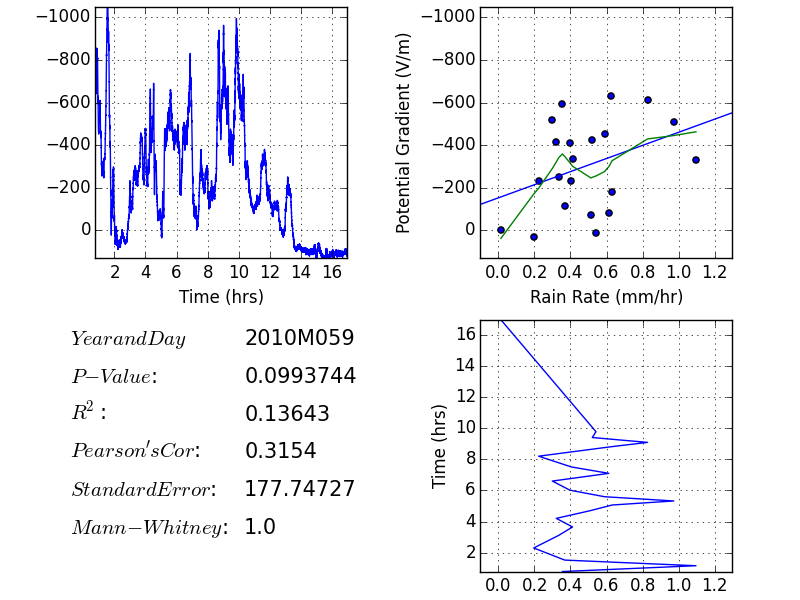 −1000
−800
−600
−400
−200
0
2 4 6 8 10 12 14 16
Time (hrs)
Potential Gradient (V/m)
−1000
−800
−600
−400
−200
0
0.0 0.2 0.4 0.6 0.8 1.0 1.2
Rain Rate (mm/hr)
YearandDay 2010M059
P−Value: 0.0993744
R²: 0.13643
Pearson'sCor: 0.3154
StandardError: 177.74727
Mann−Whitney: 1.0
Time (hrs)
16
14
12
10
8
6
4
2
0.0 0.2 0.4 0.6 0.8 1.0 1.2